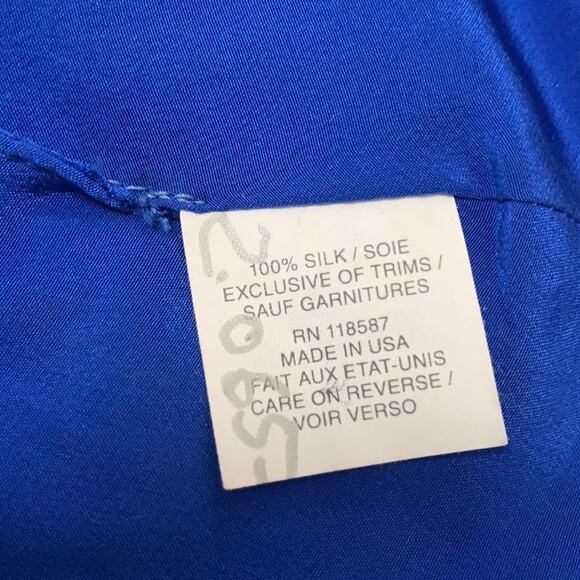 100% SILK / SOIE
EXCLUSIVE OF TRIMS /
SAUF GARNITURES
RN 118587
MADE IN USA
FAIT AUX ETAT-UNIS
CARE ON REVERSE /
VOIR VERSO